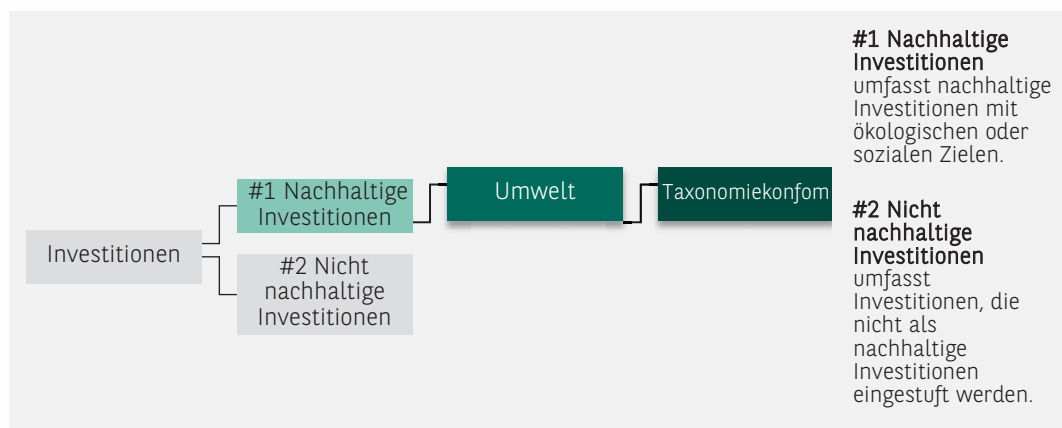 Investitionen
#1 Nachhaltige
Investitionen
#2 Nicht
nachhaltige
Investitionen
Umwelt
Taxonomiekonfom
#1 Nachhaltige
Investitionen
umfasst nachhaltige
Investitionen mit
ökologischen oder
sozialen Zielen.
#2 Nicht
nachhaltige
Investitionen
umfasst
Investitionen, die
nicht als
nachhaltige
Investitionen
eingestuft werden.